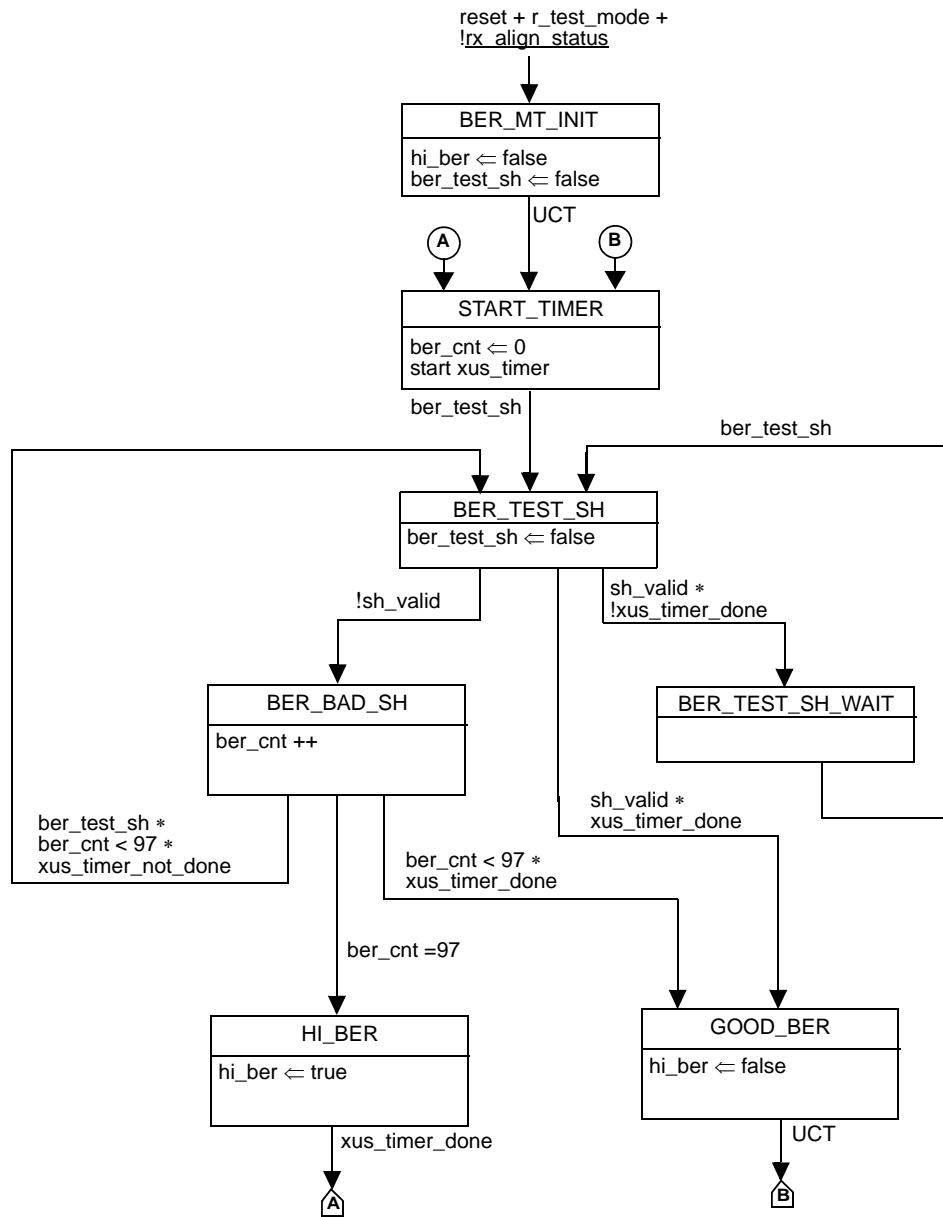 reset + r_test_mode +
!rx_align_status
BER_MT_INIT
hi_ber ⇐ false
ber_test_sh ⇐ false
UCT
A
B
START_TIMER
ber_cnt ⇐ 0
start xus_timer
ber_test_sh
ber_test_sh
BER_TEST_SH
ber_test_sh ⇐ false
!sh_valid
sh_valid *
!xus_timer_done
BER_BAD_SH
ber_cnt ++
BER_TEST_SH_WAIT
ber_test_sh *
ber_cnt < 97 *
xus_timer_not_done
ber_cnt < 97 *
xus_timer_done
sh_valid *
xus_timer_done
ber_cnt =97
HI_BER
hi_ber ⇐ true
GOOD_BER
hi_ber ⇐ false
xus_timer_done
UCT
A
B